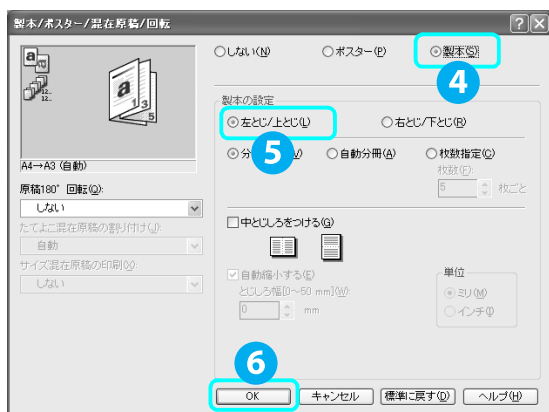 製本/ポスター/混在原稿/回転
しない(N) ポスター(P) 製本(S)
4
製本の設定
左とじ/上とじ(L) 右とじ/下とじ(R)
5
自動分冊(A) 枚数指定(C)
枚数(F):
5 枚ごと
A4→A3 (自動)
原稿180° 回転(Q):
しない
たてよこ混在原稿の割り付け(J):
自動
サイズ混在原稿の印刷(X):
しない
中とじしろをつける(G)
自動縮小する(E)
とじしろ幅[0~50 mm](W):
0 mm
単位
ミリ(M)
インチ(I)
6
OK キャンセル 標準に戻す(D) ヘルプ(H)